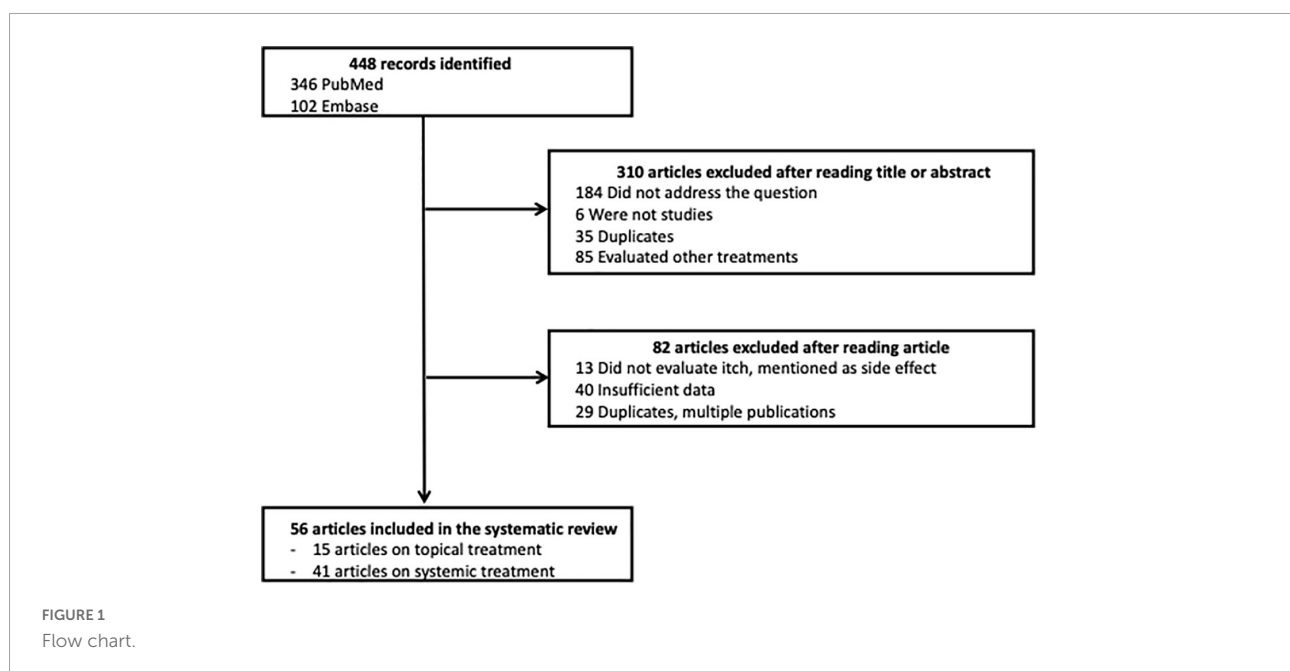 448 records identified
346 PubMed
102 Embase
310 articles excluded after reading title or abstract
184 Did not address the question
6 Were not studies
35 Duplicates
85 Evaluated other treatments
82 articles excluded after reading article
13 Did not evaluate itch, mentioned as side effect
40 Insufficient data
29 Duplicates, multiple publications
56 articles included in the systematic review
- 15 articles on topical treatment
- 41 articles on systemic treatment
FIGURE 1
Flow chart.